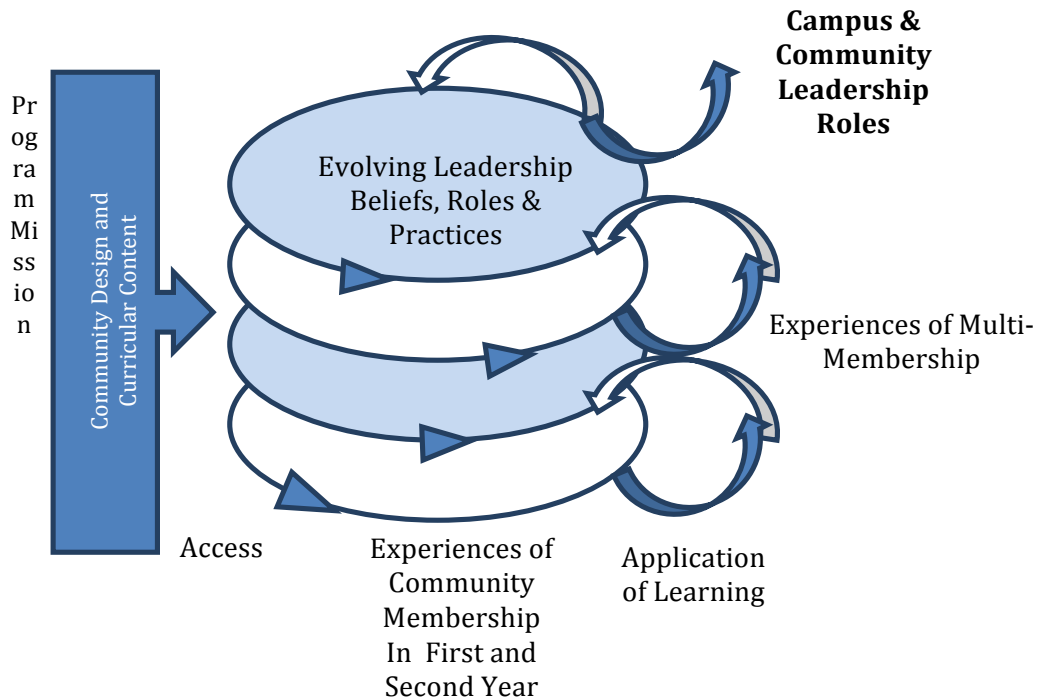 Campus &
Community
Leadership
Roles
Pr
og
ra
m
Mi
ss
io
n
Community Design and
Curricular Content
Evolving Leadership
Beliefs, Roles &
Practices
Experiences of Multi-
Membership
Access
Experiences of
Community
Membership
In First and
Second Year
Application
of Learning